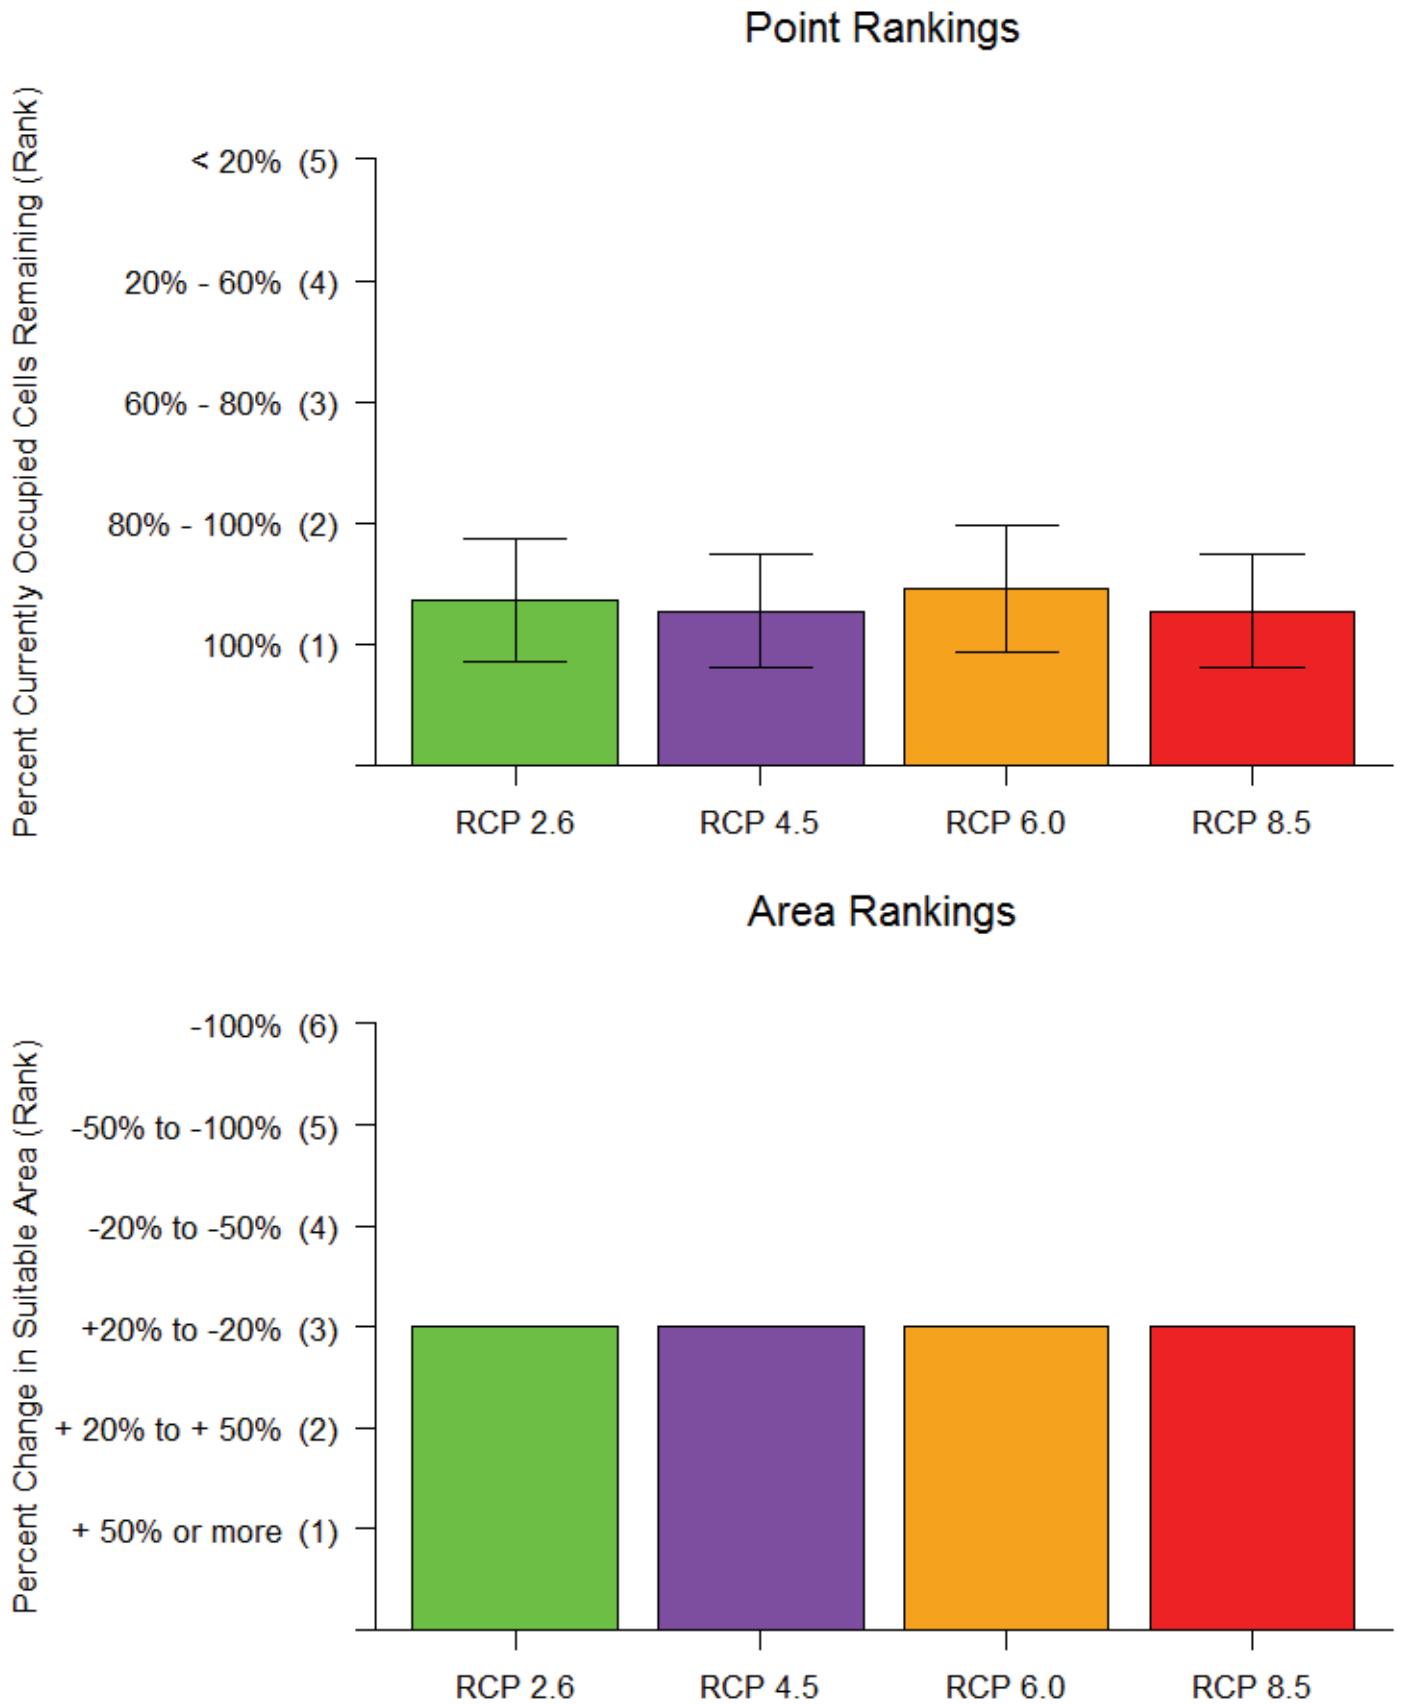 Point Rankings
Percent Currently Occupied Cells Remaining (Rank)
< 20% (5)
20% - 60% (4)
60% - 80% (3)
80% - 100% (2)
100% (1)
RCP 2.6 RCP 4.5 RCP 6.0 RCP 8.5
Area Rankings
Percent Change in Suitable Area (Rank)
-100% (6)
-50% to -100% (5)
-20% to -50% (4)
+20% to -20% (3)
+ 20% to + 50% (2)
+ 50% or more (1)
RCP 2.6 RCP 4.5 RCP 6.0 RCP 8.5